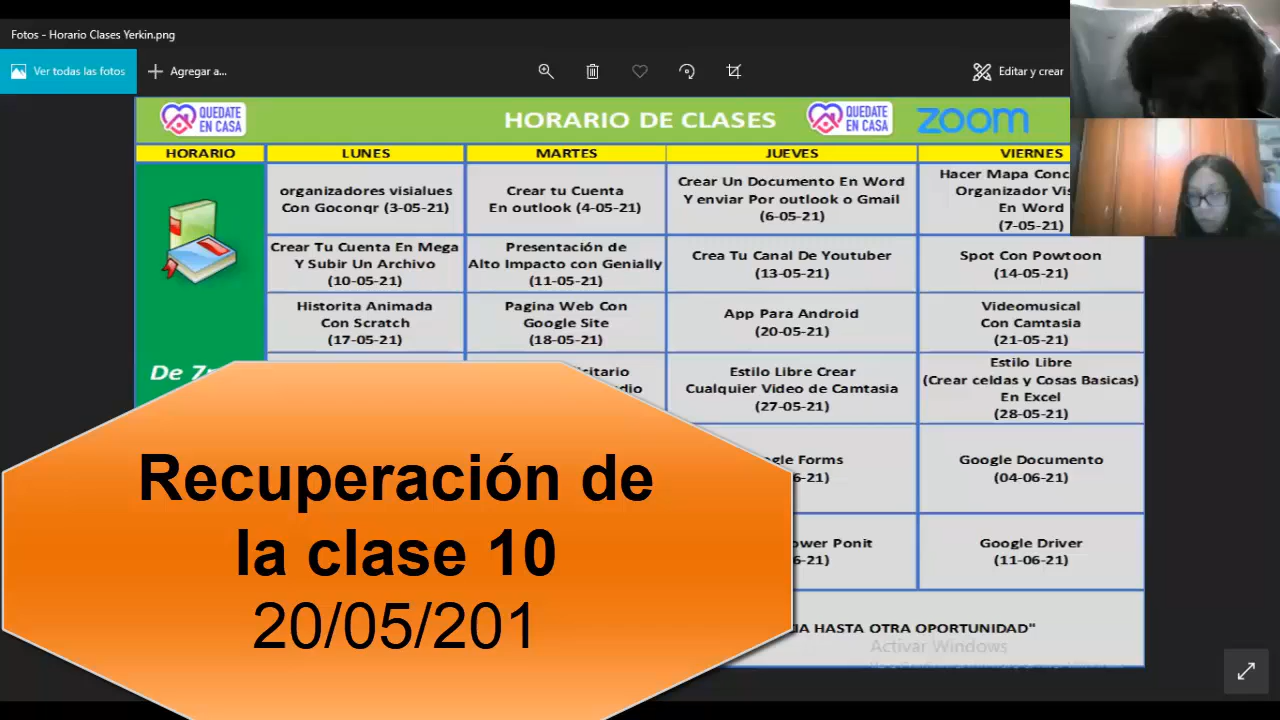 Fotos - Horario Clases Yerkin.png
Ver todas las fotos
Agregar a...
Editar y crear
QUEDATE
EN CASA
HORARIO DE CLASES
QUEDATE
EN CASA
zoom
HORARIO
LUNES
MARTES
JUEVES
VIERNES
organizadores visialues
Con Goconqr (3-05-21)
Crear tu Cuenta
En outlook (4-05-21)
Crear Un Documento En Word
Y enviar Por outlook o Gmail
(6-05-21)
Hacer Mapa
Organizador
En Word
(7-05-21)
Crear Tu Cuenta En Mega
Y Subir Un Archivo
(10-05-21)
Presentación de
Alto Impacto con Genially
(11-05-21)
Crea Tu Canal De Youtuber
(13-05-21)
Spot Con Powtoon
(14-05-21)
Historita Animada
Con Scratch
(17-05-21)
Pagina Web Con
Google Site
(18-05-21)
App Para Android
(20-05-21)
Videomusical
Con Camtasia
(21-05-21)
De
Estilo Libre Crear
Cualquier Video de Camtasia
(27-05-21)
Estilo Libre
(Crear celdas y Cosas Basicas)
En Excel
(28-05-21)
Forms
Google Documento
(04-06-21)
Ponit
Google Driver
(11-06-21)
HASTA OTRA OPORTUNIDAD"
Activar Windows
Recuperación de
la clase 10
20/05/201